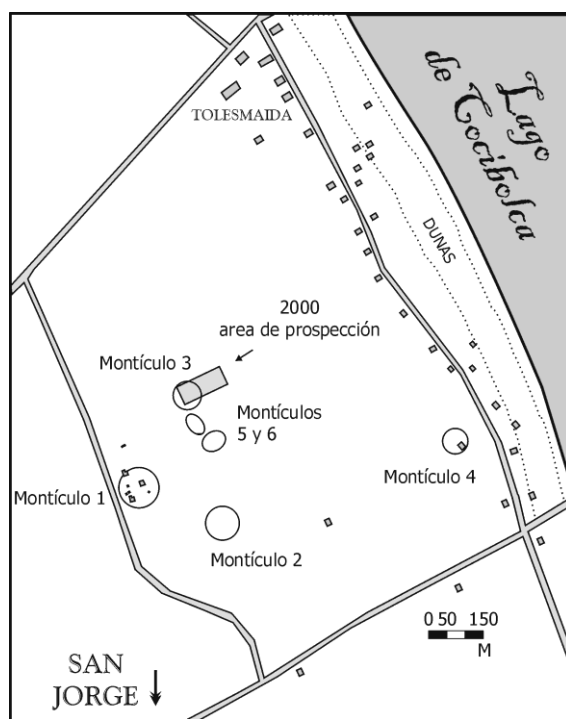 Lago
de Cocibolca
TOLESMAIDA
DUNAS
2000
area de prospección
Montículo 3
Montículos
5 y 6
Montículo 1
Montículo 4
Montículo 2
0 50 150
M
SAN
JORGE